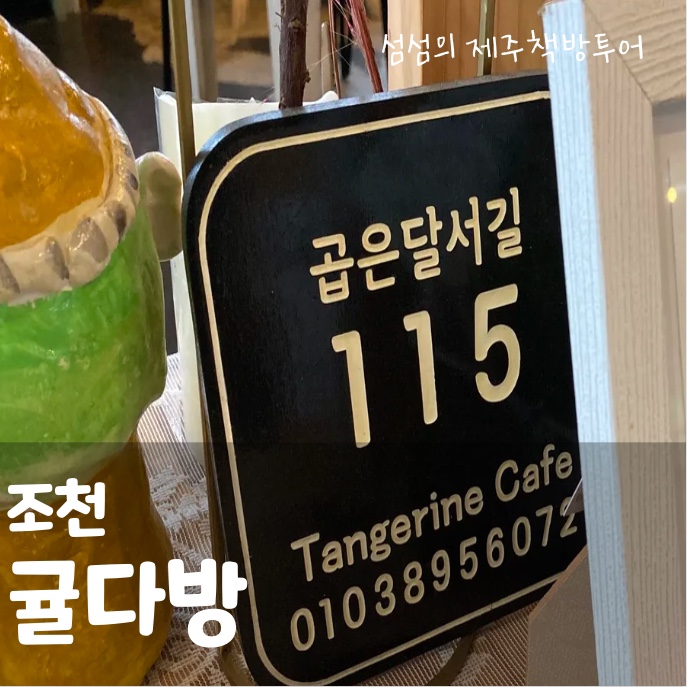 섬섬의 제주책방투어
곱은달서길
115
Tangerine Cafe
01038956072
조천
귤다방